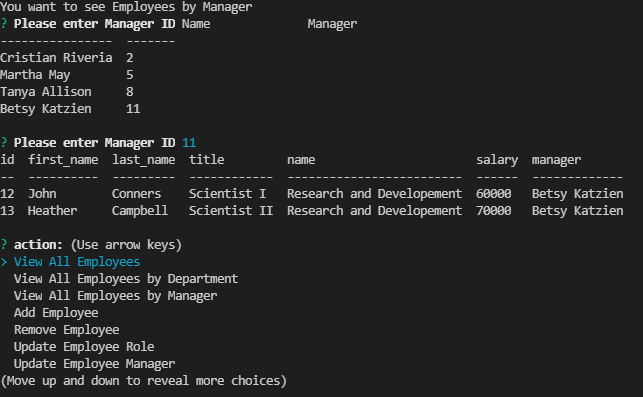 You want to see Employees by Manager
? Please enter Manager ID Name              Manager
----------------  -------
Cristian Riveria  2
Martha May        5
Tanya Allison     8
Betsy Katzien     11
? Please enter Manager ID 11
id  first_name  last_name  title         name                       salary  manager
--  ----------  ---------  ------------  -------------------------  ------  -------------
12  John        Conners    Scientist I   Research and Developement  60000   Betsy Katzien
13  Heather     Campbell   Scientist II  Research and Developement  70000   Betsy Katzien
? action: (Use arrow keys)
> View All Employees
  View All Employees by Department
  View All Employees by Manager
  Add Employee
  Remove Employee
  Update Employee Role
  Update Employee Manager
(Move up and down to reveal more choices)